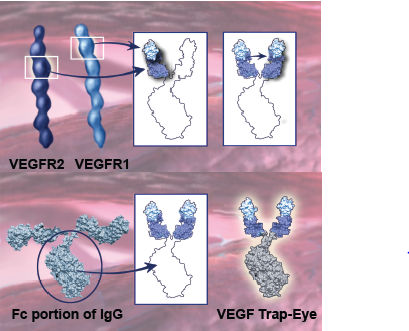 VEGFR2 VEGFR1
Fc portion of IgG
VEGF Trap-Eye